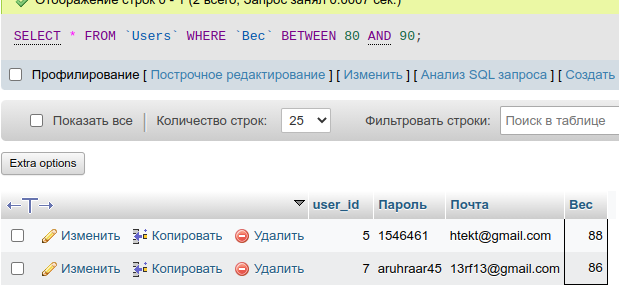 Отображение строк 0 - 1 (2 всего, Запрос занял 0.0007 сек.)
SELECT * FROM `Users` WHERE `Вес` BETWEEN 80 AND 90;
Профилирование [ Построчное редактирование ] [ Изменить ] [ Анализ SQL запроса ] [ Создать
Показать все Количество строк: 25 Фильтровать строки: Поиск в таблице
Extra options
←T→ user_id Пароль Почта Вес
Изменить Копировать Удалить 5 1546461 htekt@gmail.com 88
Изменить Копировать Удалить 7 aruhraar45 13rf13@gmail.com 86